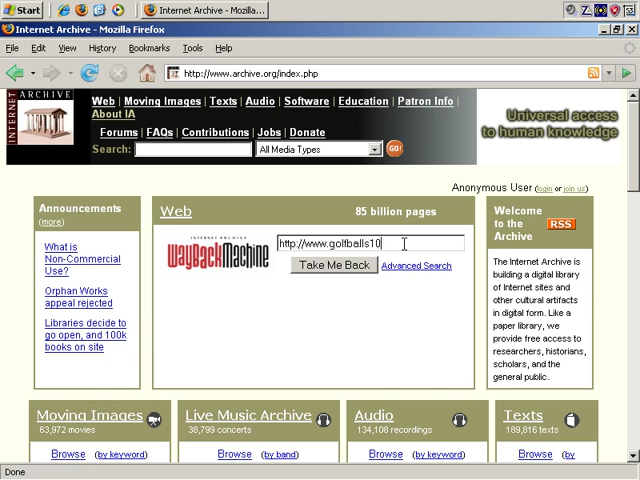 Start
Internet Archive - Mozilla...
Internet Archive - Mozilla Firefox
File Edit View History Bookmarks Tools Help
http://www.archive.org/index.php
INTERNET ARCHIVE
Web | Moving Images | Texts | Audio | Software | Education | Patron Info |
About IA
Forums | FAQs | Contributions | Jobs | Donate
Search: All Media Types GO!
Universal access
to human knowledge
Anonymous User (login or join us)
Announcements
(more)
What is
Non-Commercial
Use?
Orphan Works
appeal rejected
Libraries decide to
go open, and 100k
books on site
Web 85 billion pages
INTERNET ARCHIVE
WayBackMachine
http://www.golfballs10
Take Me Back Advanced Search
Welcome
to the
Archive
RSS
The Internet Archive is
building a digital library
of Internet sites and
other cultural artifacts
in digital form. Like a
paper library, we
provide free access to
researchers, historians,
scholars, and the
general public.
Moving Images
63,972 movies
Browse (by keyword)
Live Music Archive
38,799 concerts
Browse (by band)
Audio
134,108 recordings
Browse (by keyword)
Texts
189,816 texts
Browse (by
Done